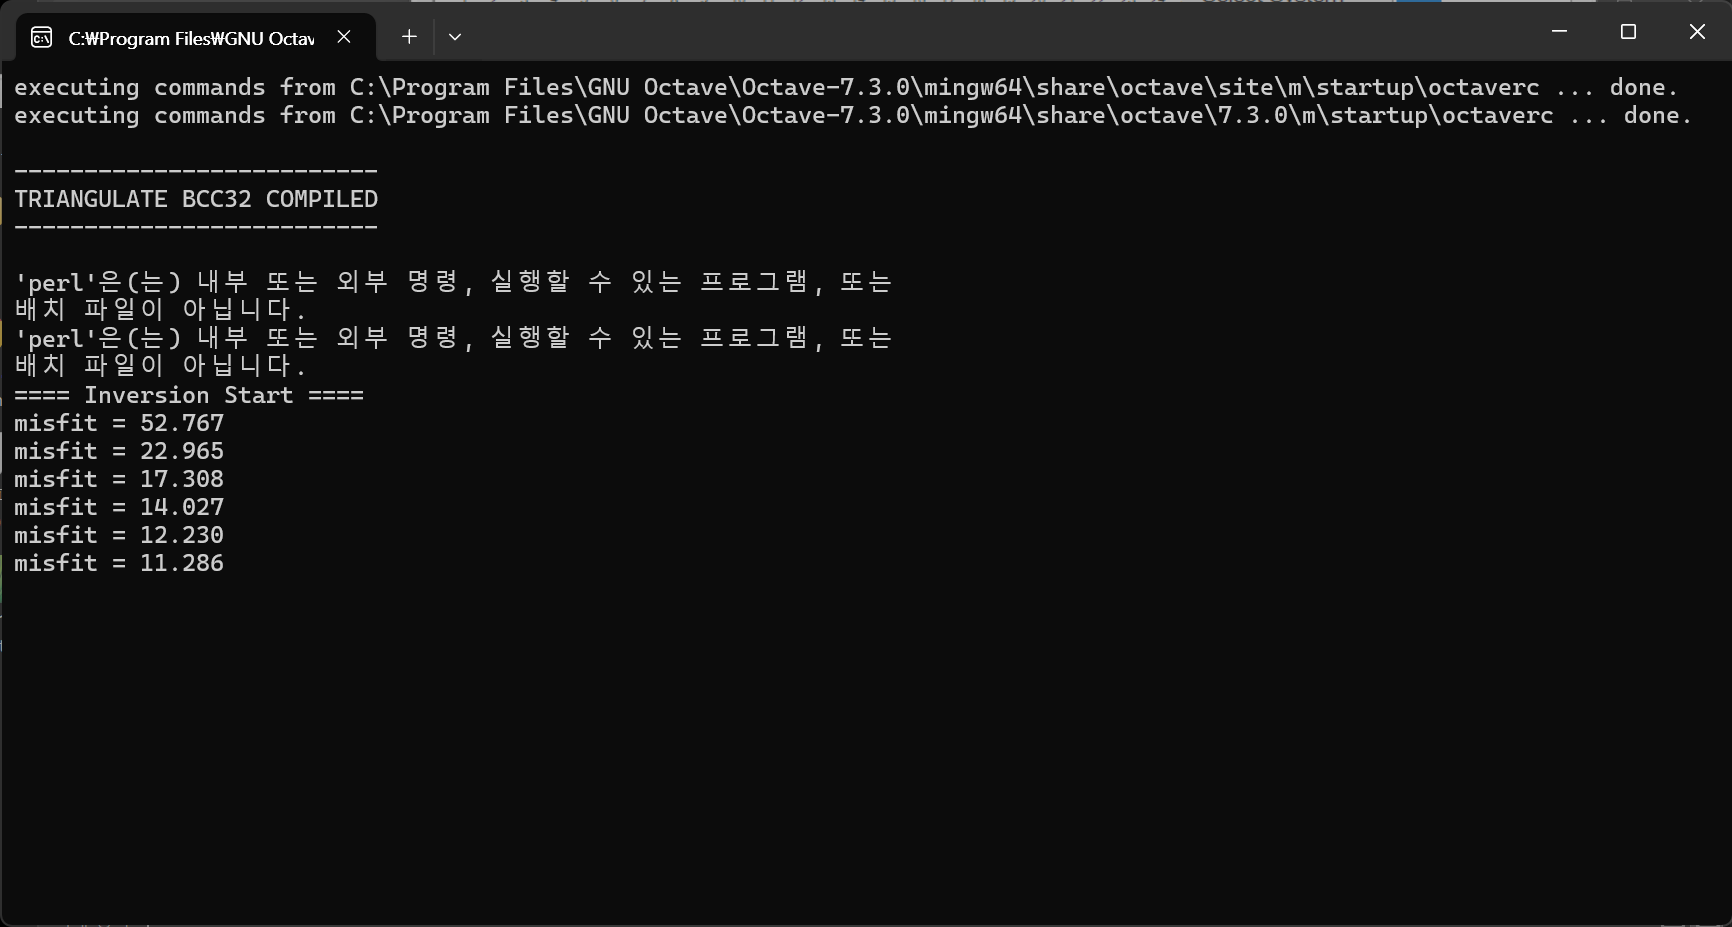 C:₩Program Files₩GNU Octav
executing commands from C:\Program Files\GNU Octave\Octave-7.3.0\mingw64\share\octave\site\m\startup\octaverc ... done.
executing commands from C:\Program Files\GNU Octave\Octave-7.3.0\mingw64\share\octave\7.3.0\m\startup\octaverc ... done.
--------------------------
TRIANGULATE BCC32 COMPILED
--------------------------
'perl'은(는) 내부 또는 외부 명령, 실행할 수 있는 프로그램, 또는
배치 파일이 아닙니다.
'perl'은(는) 내부 또는 외부 명령, 실행할 수 있는 프로그램, 또는
배치 파일이 아닙니다.
==== Inversion Start ====
misfit = 52.767
misfit = 22.965
misfit = 17.308
misfit = 14.027
misfit = 12.230
misfit = 11.286